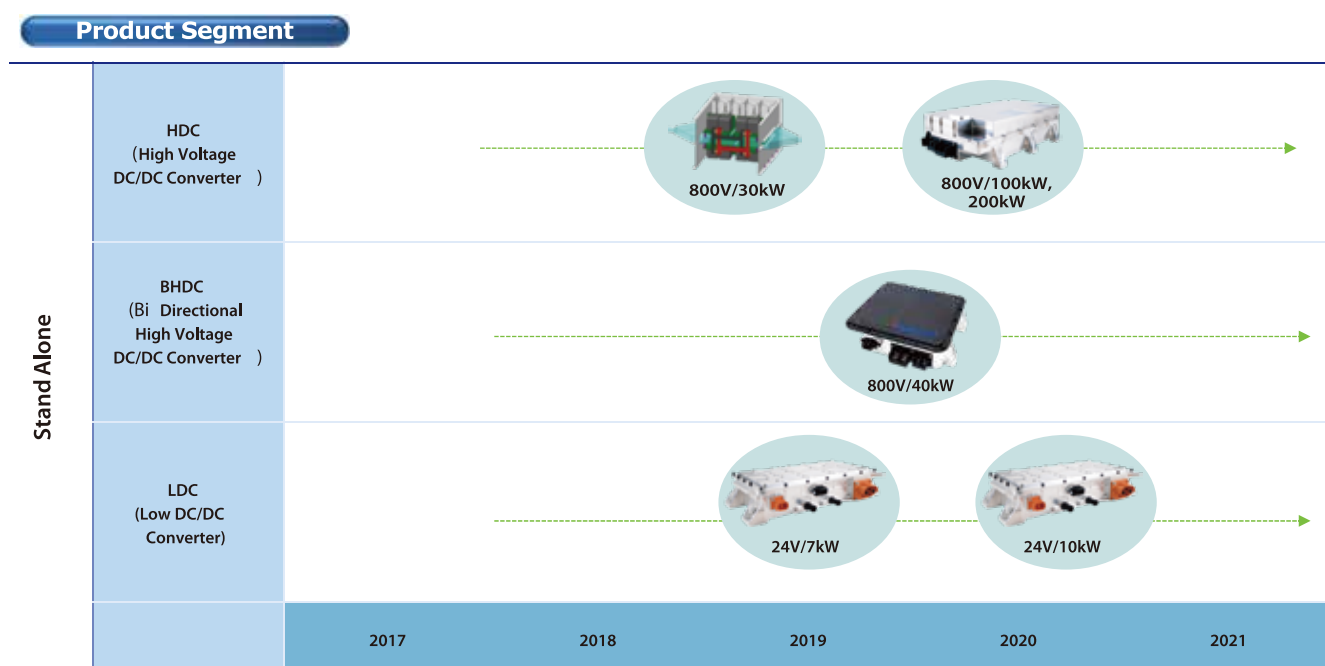 Product Segment
Stand Alone
HDC
(High Voltage
DC/DC Converter )
800V/30kW
800V/100kW,
200kW
BHDC
(Bi Directional
High Voltage
DC/DC Converter )
800V/40kW
LDC
(Low DC/DC
Converter)
24V/7kW
24V/10kW
2017
2018
2019
2020
2021